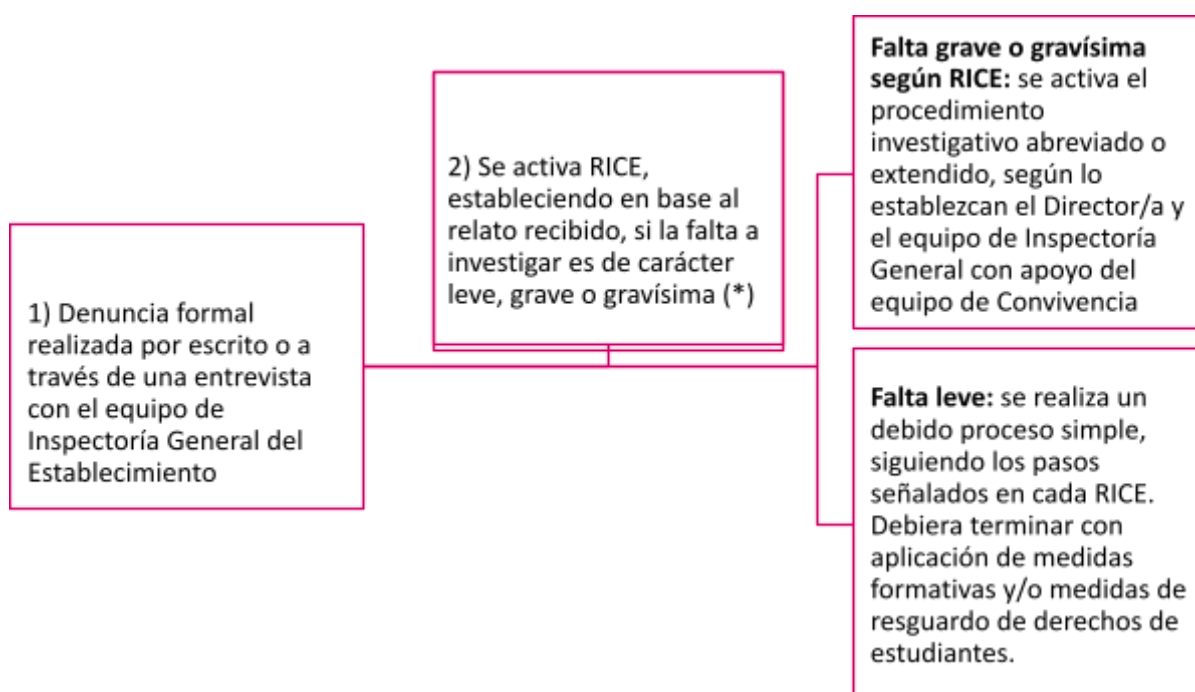 1) Denuncia formal
realizada por escrito o a
través de una entrevista
con el equipo de
Inspectoría General del
Establecimiento
2) Se activa RICE,
estableciendo en base al
relato recibido, si la falta a
investigar es de carácter
leve, grave o gravísima (*)
Falta grave o gravísima
según RICE: se activa el
procedimiento
investigativo abreviado o
extendido, según lo
establezcan el Director/a y
el equipo de Inspectoría
General con apoyo del
equipo de Convivencia
Falta leve: se realiza un
debido proceso simple,
siguiendo los pasos
señalados en cada RICE.
Debiera terminar con
aplicación de medidas
formativas y/o medidas de
resguardo de derechos de
estudiantes.